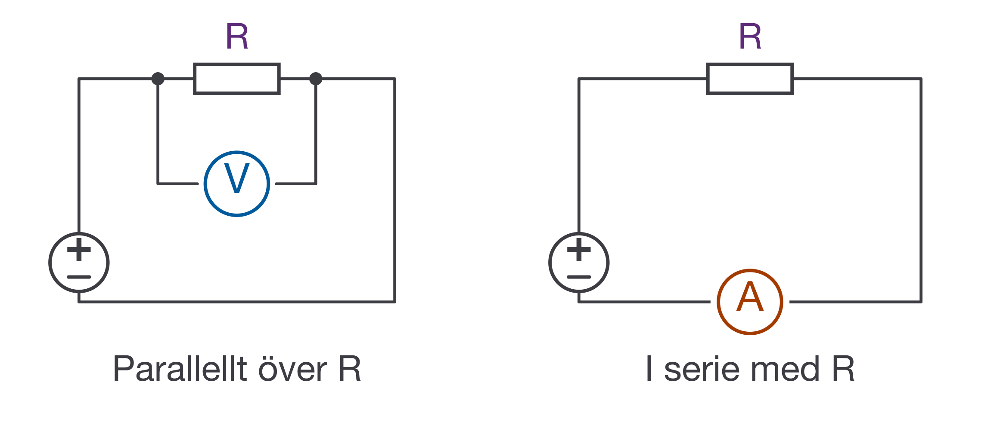 R
V
+
−
Parallellt över R
R
+
−
A
I serie med R